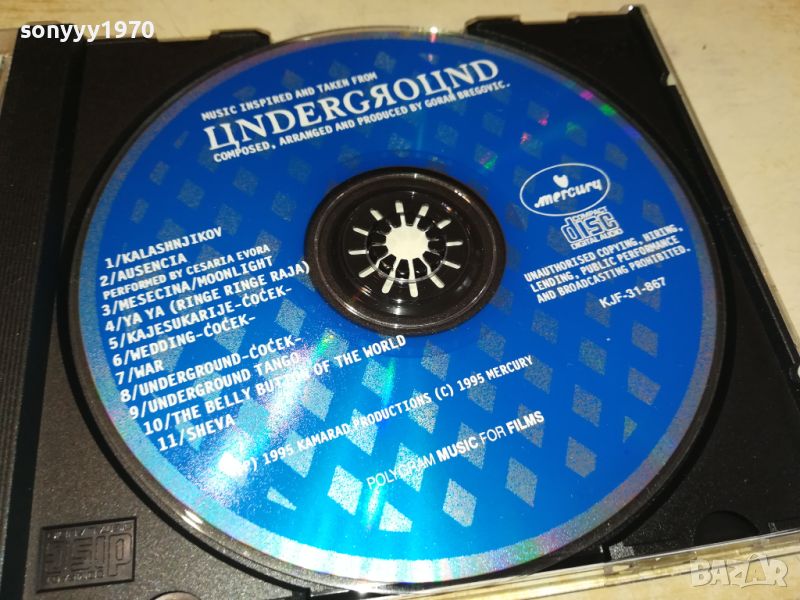 sonyyy1970
MUSIC INSPIRED AND TAKEN FROM
ЦNDERGЯOЦND
COMPOSED, ARRANGED AND PRODUCED BY GORAN BREGOVIC.
1/KALASHNJIKOV
2/AUSENCIA
PERFORMED BY CESARIA EVORA
3/MESECINA/MOONLIGHT
4/YA YA (RINGE RINGE RAJA)
5/KAJESUKARIJE-ČOČEK-
6/WEDDING-ČOČEK-
7/WAR
8/UNDERGROUND-ČOČEK-
9/UNDERGROUND TANGO
10/THE BELLY BUTTON OF THE WORLD
11/SHEVA
mercury
COMPACT
disc
DIGITAL AUDIO
UNAUTHORISED COPYING, HIRING,
LENDING, PUBLIC PERFORMANCE
AND BROADCASTING PROHIBITED.
KJF-31-867
(P) 1995 KAMARAD PRODUCTIONS (C) 1995 MERCURY
POLYGRAM MUSIC FOR FILMS
disc
BAZAR